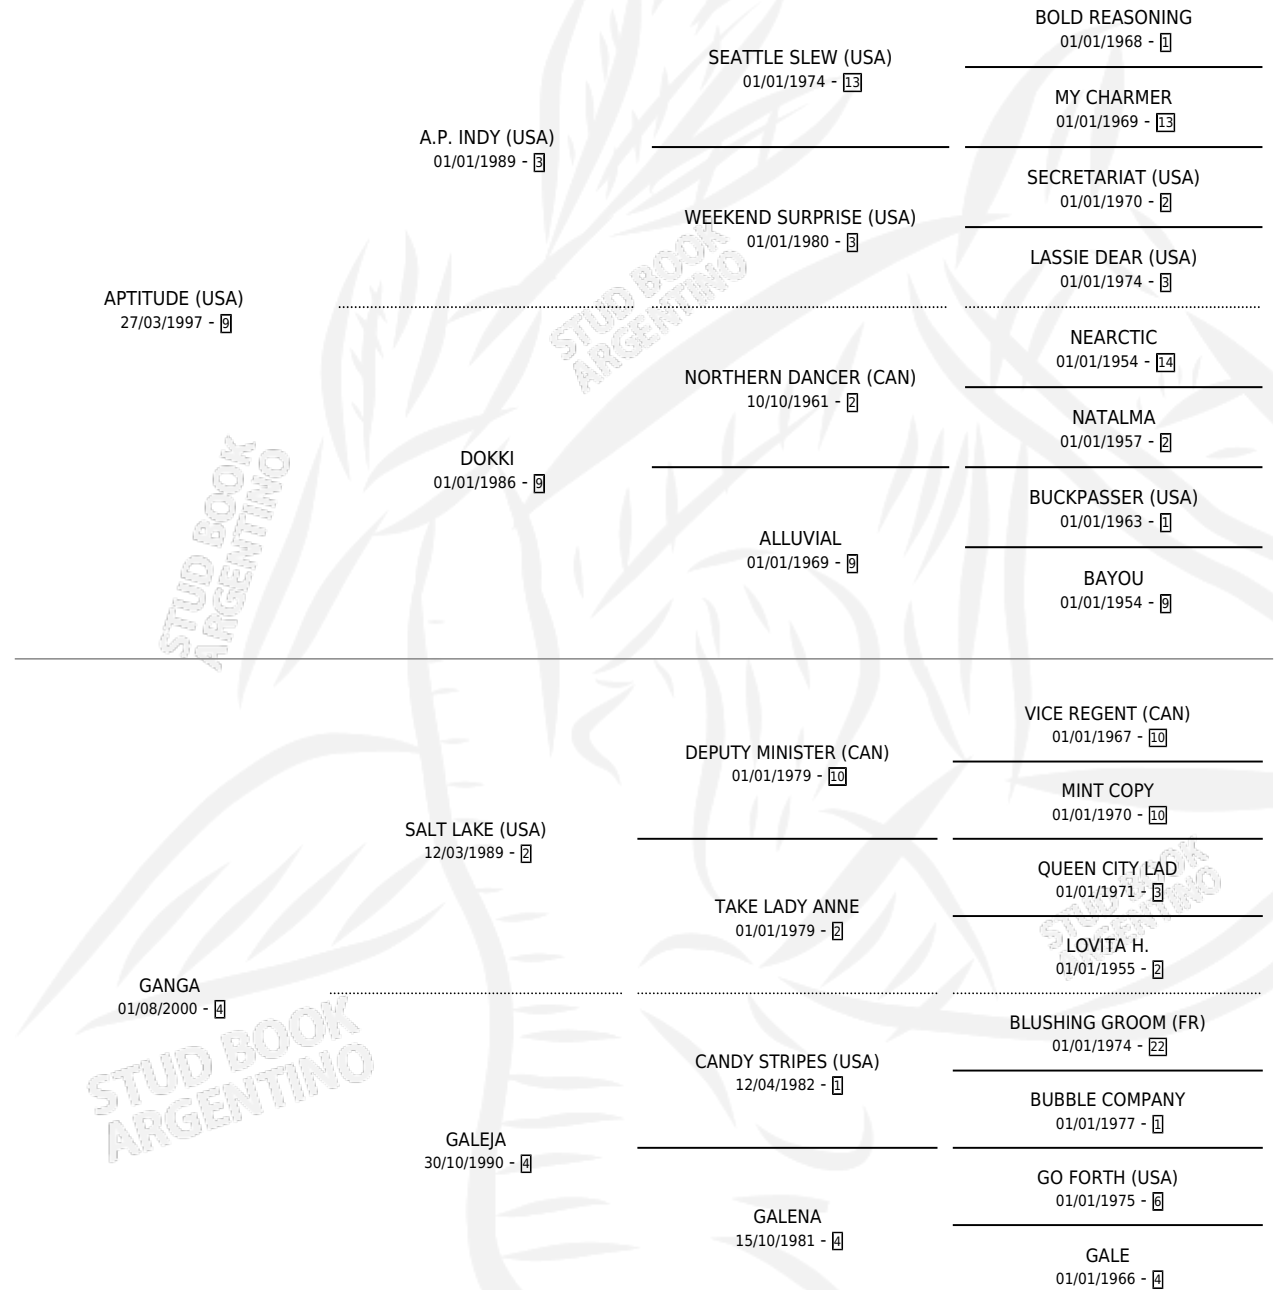 BOLD REASONING
01/01/1968 - 1
SEATTLE SLEW (USA)
01/01/1974 - 13
MY CHARMER
01/01/1969 - 13
A.P. INDY (USA)
01/01/1989 - 3
SECRETARIAT (USA)
01/01/1970 - 2
WEEKEND SURPRISE (USA)
01/01/1980 - 3
LASSIE DEAR (USA)
01/01/1974 - 3
APTITUDE (USA)
27/03/1997 - 9
NEARCTIC
01/01/1954 - 14
NORTHERN DANCER (CAN)
10/10/1961 - 2
NATALMA
01/01/1957 - 2
DOKKI
01/01/1986 - 9
BUCKPASSER (USA)
01/01/1963 - 1
ALLUVIAL
01/01/1969 - 9
BAYOU
01/01/1954 - 9
VICE REGENT (CAN)
01/01/1967 - 10
DEPUTY MINISTER (CAN)
01/01/1979 - 10
MINT COPY
01/01/1970 - 10
SALT LAKE (USA)
12/03/1989 - 2
QUEEN CITY LAD
01/01/1971 - 3
TAKE LADY ANNE
01/01/1979 - 2
LOVITA H.
01/01/1955 - 2
GANGA
01/08/2000 - 4
BLUSHING GROOM (FR)
01/01/1974 - 22
CANDY STRIPES (USA)
12/04/1982 - 1
BUBBLE COMPANY
01/01/1977 - 1
GALEJA
30/10/1990 - 4
GO FORTH (USA)
01/01/1975 - 6
GALENA
15/10/1981 - 4
GALE
01/01/1966 - 4
STUD BOOK
ARGENTINO
STUD BOOK
ARGENTINO
STUD BOOK
ARGENTINO
STUD BOOK
ARGENTINO